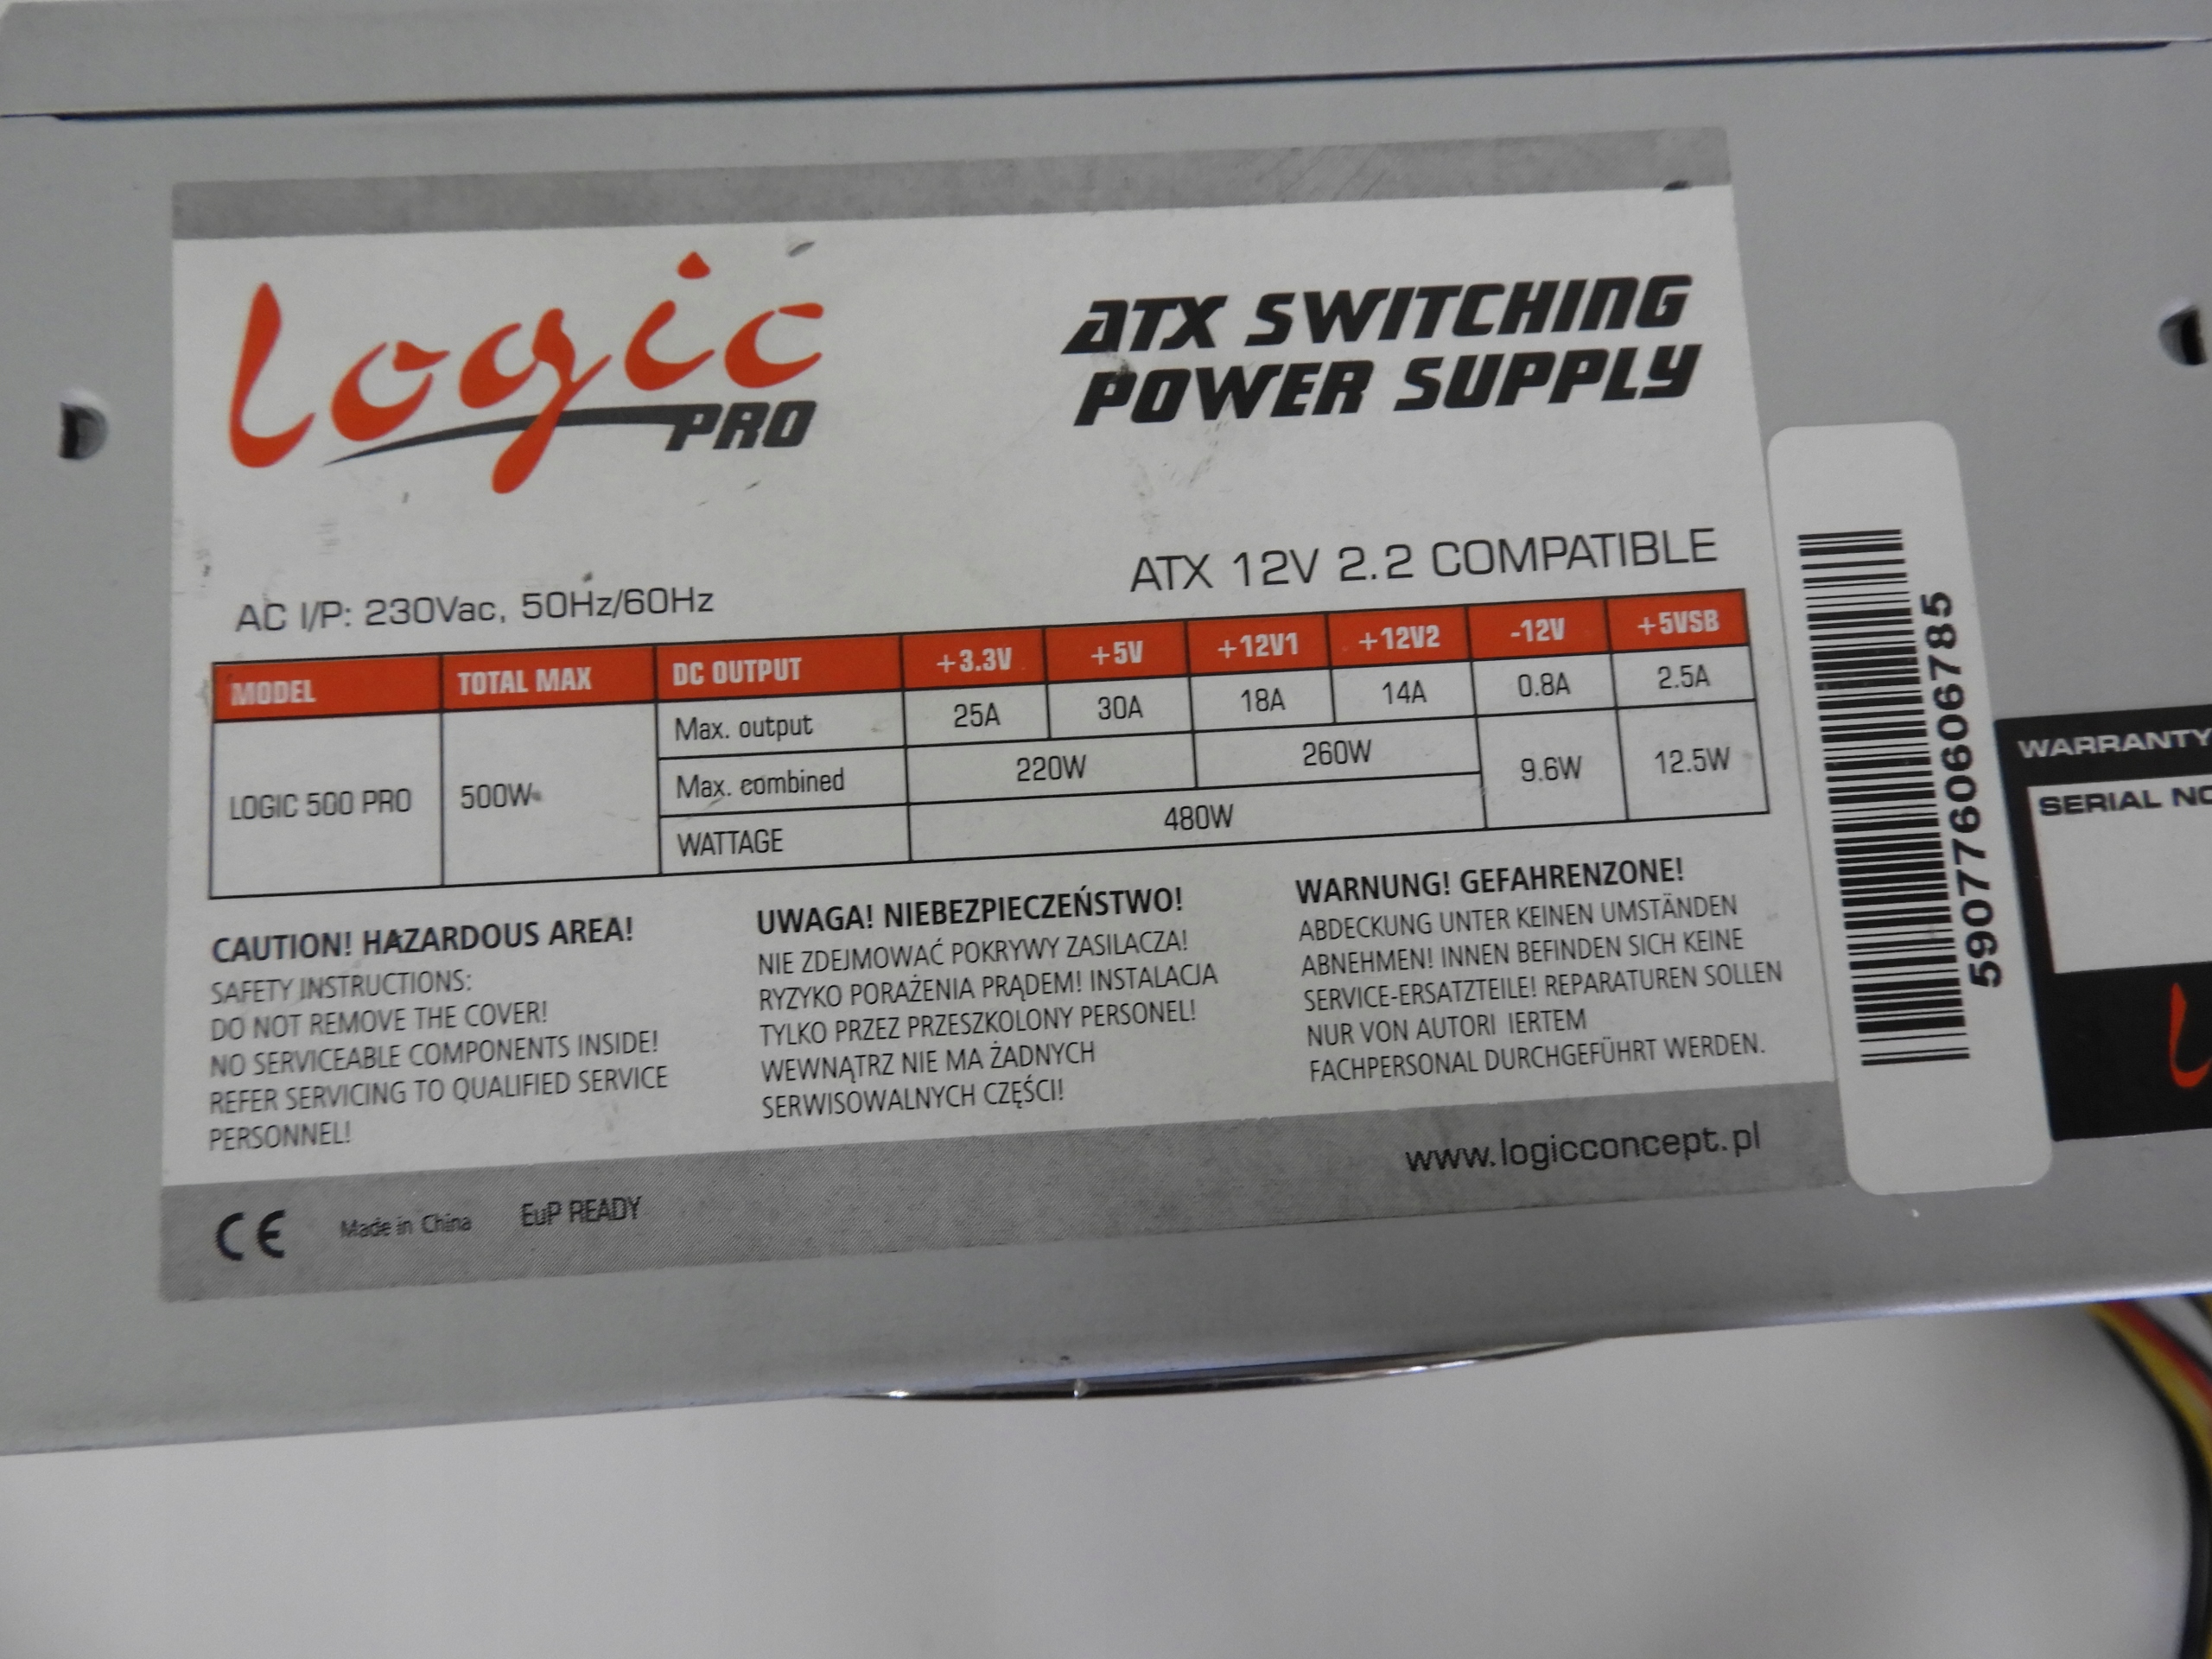 Logic
PRO
ATX SWITCHING
POWER SUPPLY
AC I/P: 230Vac, 50Hz/60Hz
ATX 12V 2.2 COMPATIBLE
MODEL TOTAL MAX DC OUTPUT +3.3V +5V +12V1 +12V2 -12V +5VSB
Max. output 25A 30A 18A 14A 0.8A 2.5A
LOGIC 500 PRO 500W Max. combined 220W 260W 9.6W 12.5W
WATTAGE 480W
CAUTION! HAZARDOUS AREA!
SAFETY INSTRUCTIONS:
DO NOT REMOVE THE COVER!
NO SERVICEABLE COMPONENTS INSIDE!
REFER SERVICING TO QUALIFIED SERVICE
PERSONNEL!
UWAGA! NIEBEZPIECZEŃSTWO!
NIE ZDEJMOWAĆ POKRYWY ZASILACZA!
RYZYKO PORAŻENIA PRĄDEM! INSTALACJA
TYLKO PRZEZ PRZESZKOLONY PERSONEL!
WEWNĄTRZ NIE MA ŻADNYCH
SERWISOWALNYCH CZĘŚCI!
WARNUNG! GEFAHRENZONE!
ABDECKUNG UNTER KEINEN UMSTÄNDEN
ABNEHMEN! INNEN BEFINDEN SICH KEINE
SERVICE-ERSATZTEILE! REPARATUREN SOLLEN
NUR VON AUTORI IERTEM
FACHPERSONAL DURCHGEFÜHRT WERDEN.
CE Made in China EuP READY
www.logicconcept.pl
5907760606785
WARRANTY
SERIAL NO